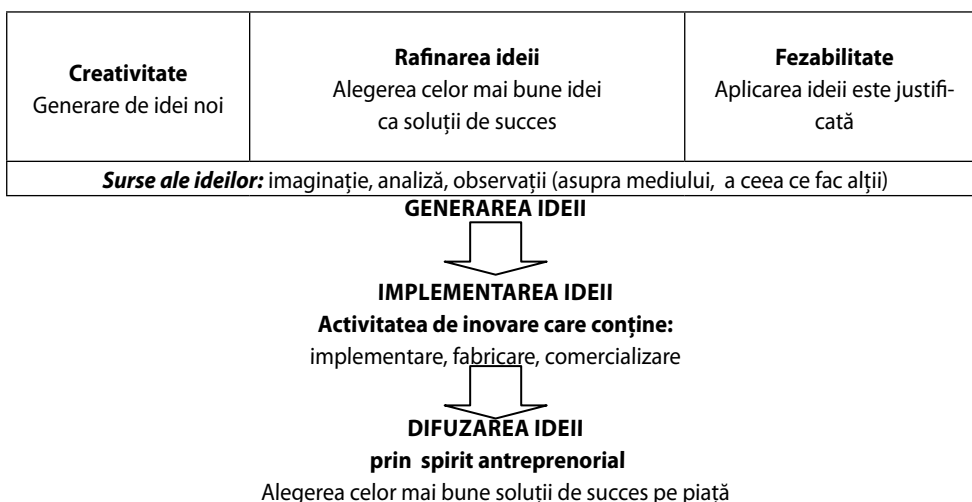 Creativitate
Generare de idei noi
Rafinarea ideii
Alegerea celor mai bune idei
ca soluții de succes
Fezabilitate
Aplicarea ideii este justifi-
cată
Surse ale ideilor: imaginație, analiză, observații (asupra mediului, a ceea ce fac alții)
GENERAREA IDEII
IMPLEMENTAREA IDEII
Activitatea de inovare care conține:
implementare, fabricare, comercializare
DIFUZAREA IDEII
prin spirit antreprenorial
Alegerea celor mai bune soluții de succes pe piață